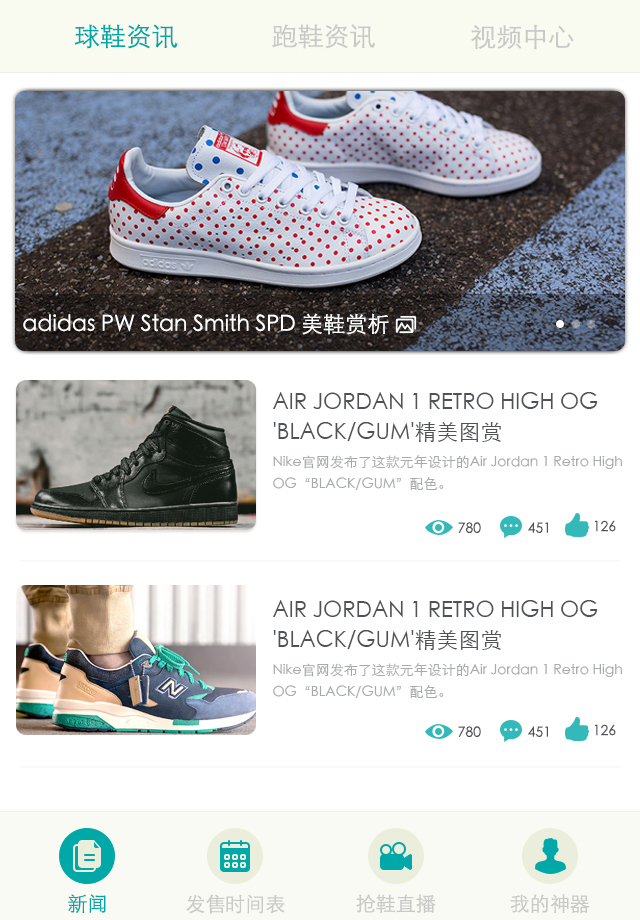 球鞋资讯 跑鞋资讯 视频中心
adidas PW Stan Smith SPD 美鞋赏析
AIR JORDAN 1 RETRO HIGH OG
'BLACK/GUM'精美图赏
Nike官网发布了这款元年设计的Air Jordan 1 Retro High
OG“BLACK/GUM”配色。
780 451 126
AIR JORDAN 1 RETRO HIGH OG
'BLACK/GUM'精美图赏
Nike官网发布了这款元年设计的Air Jordan 1 Retro High
OG“BLACK/GUM”配色。
780 451 126
新闻 发售时间表 抢鞋直播 我的神器